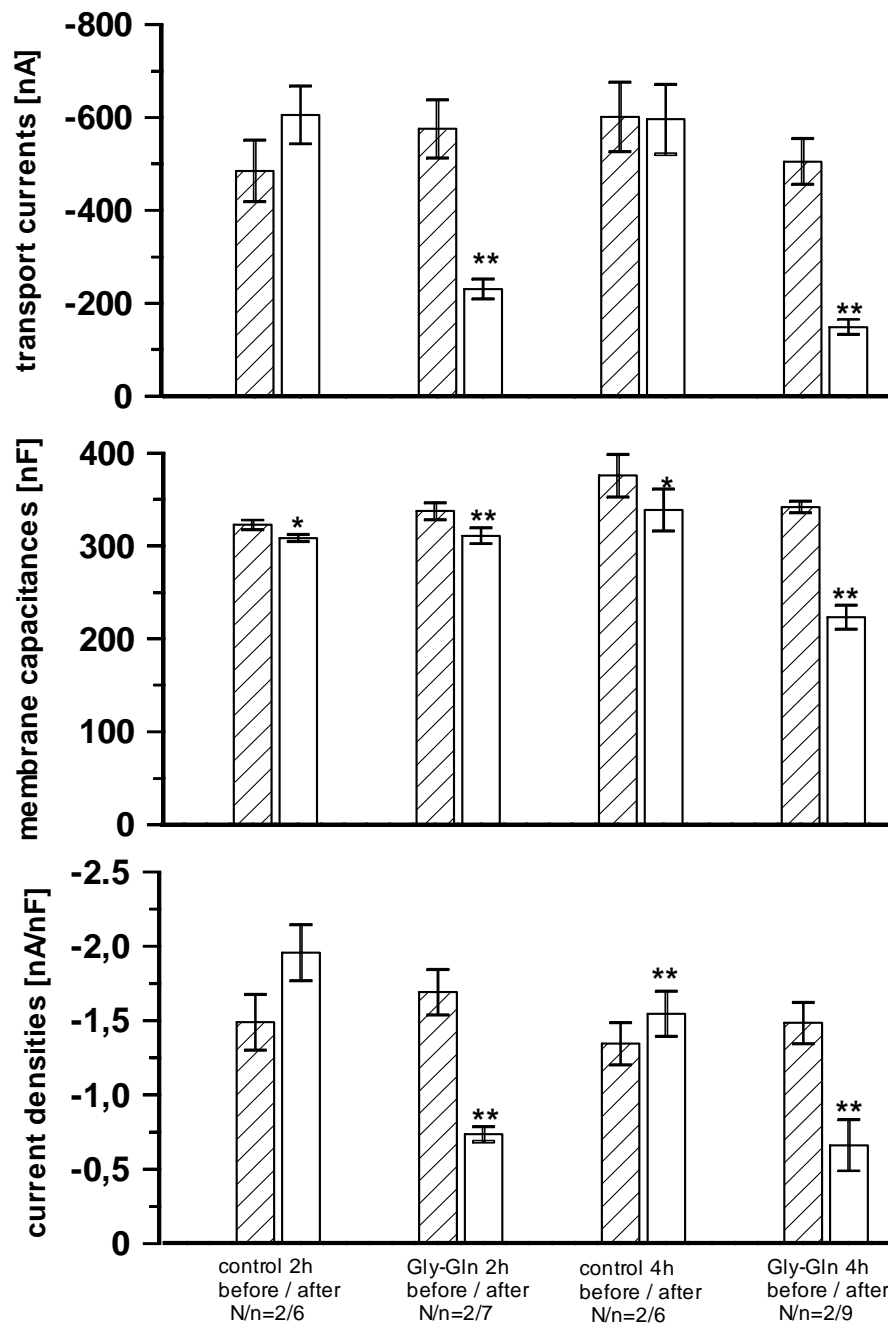 transport currents [nA]
-800
-600
-400
-200
0
**
**
membrane capacitances [nF]
400
300
200
100
0
*
**
*
**
current densities [nA/nF]
-2.5
-2,0
-1,5
-1,0
-0,5
0
**
**
**
control 2h
before / after
N/n=2/6
Gly-Gln 2h
before / after
N/n=2/7
control 4h
before / after
N/n=2/6
Gly-Gln 4h
before / after
N/n=2/9